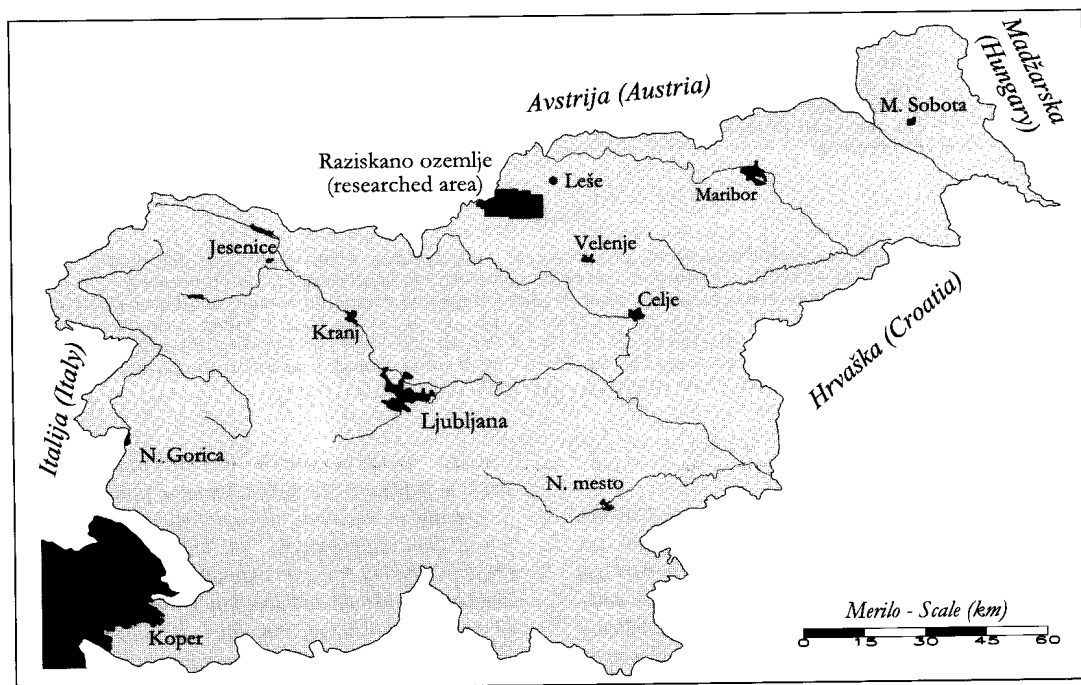 Madžarska
(Hungary)
Avstrija (Austria)
M. Sobota
Raziskano ozemlje
(researched area)
Leše
Maribor
Jesenice
Velenje
Celje
Kranj
Hrvaška (Croatia)
Italija (Italy)
Ljubljana
N. Gorica
N. mesto
Koper
Merilo - Scale (km)
0 15 30 45 60